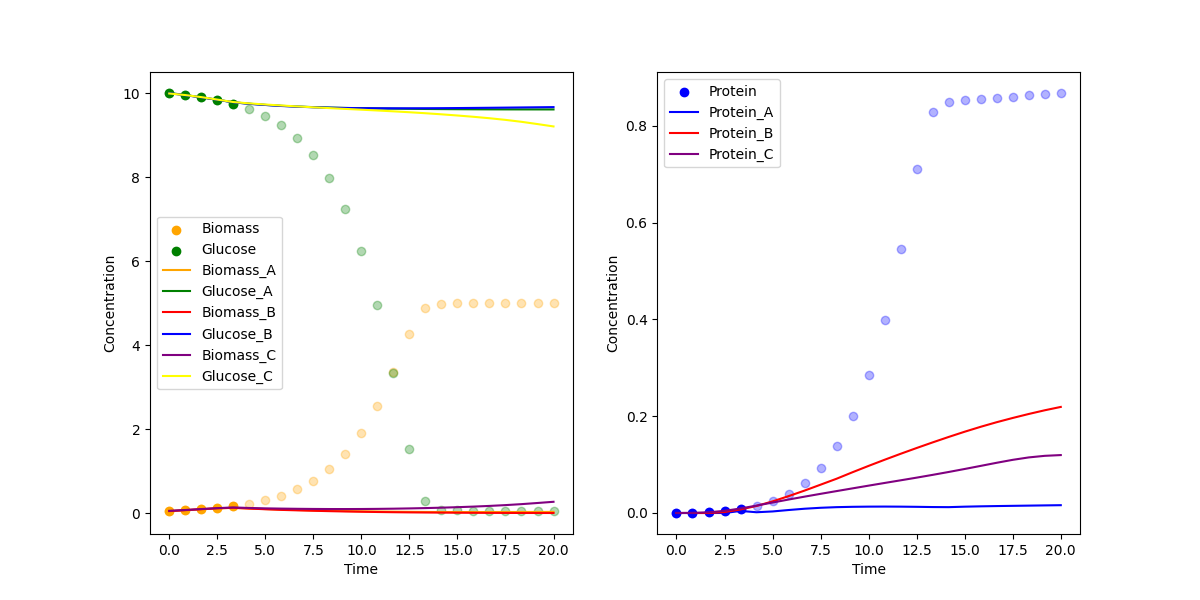 Concentration
10
8
6
4
2
0
Biomass
Glucose
Biomass_A
Glucose_A
Biomass_B
Glucose_B
Biomass_C
Glucose_C
0.0 2.5 5.0 7.5 10.0 12.5 15.0 17.5 20.0
Time
Concentration
0.8
0.6
0.4
0.2
0.0
Protein
Protein_A
Protein_B
Protein_C
0.0 2.5 5.0 7.5 10.0 12.5 15.0 17.5 20.0
Time